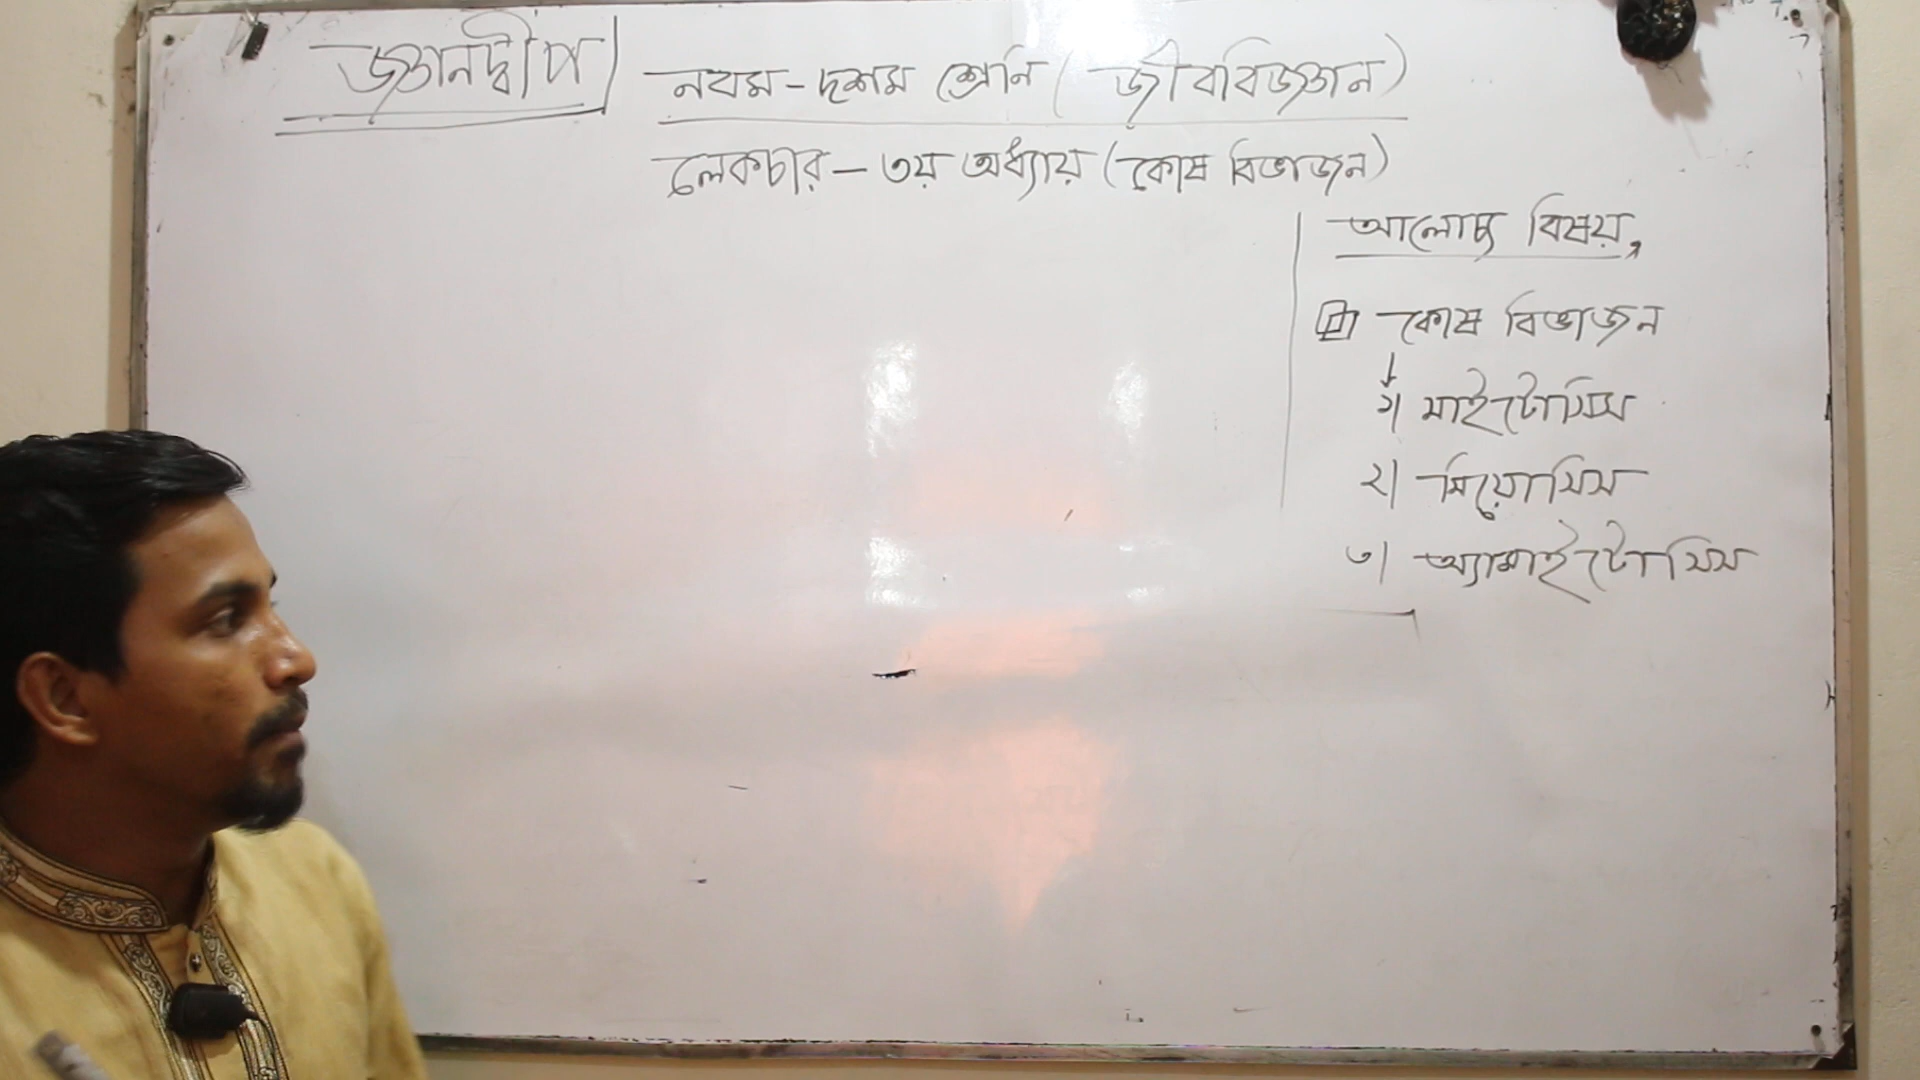 জ্ঞানদ্বীপ
নবম-দশম শ্রেনি (জীববিজ্ঞান)
লেকচার - ৩য় অধ্যায় (কোষ বিভাজন)
আলোচ্য বিষয়,
কোষ বিভাজন
১| মাইটোসিস
২| মিয়োসিস
৩| অ্যামাইটোসিস